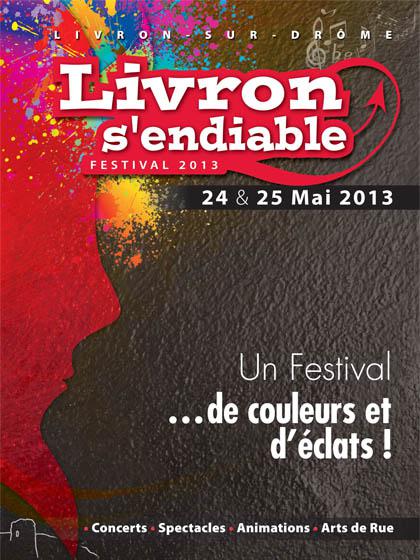 LIVRON-SUR-DRÔME
Livron
s'endiable
FESTIVAL 2013
24 & 25 Mai 2013
Un Festival
...de couleurs et
d'éclats !
• Concerts • Spectacles • Animations • Arts de Rue